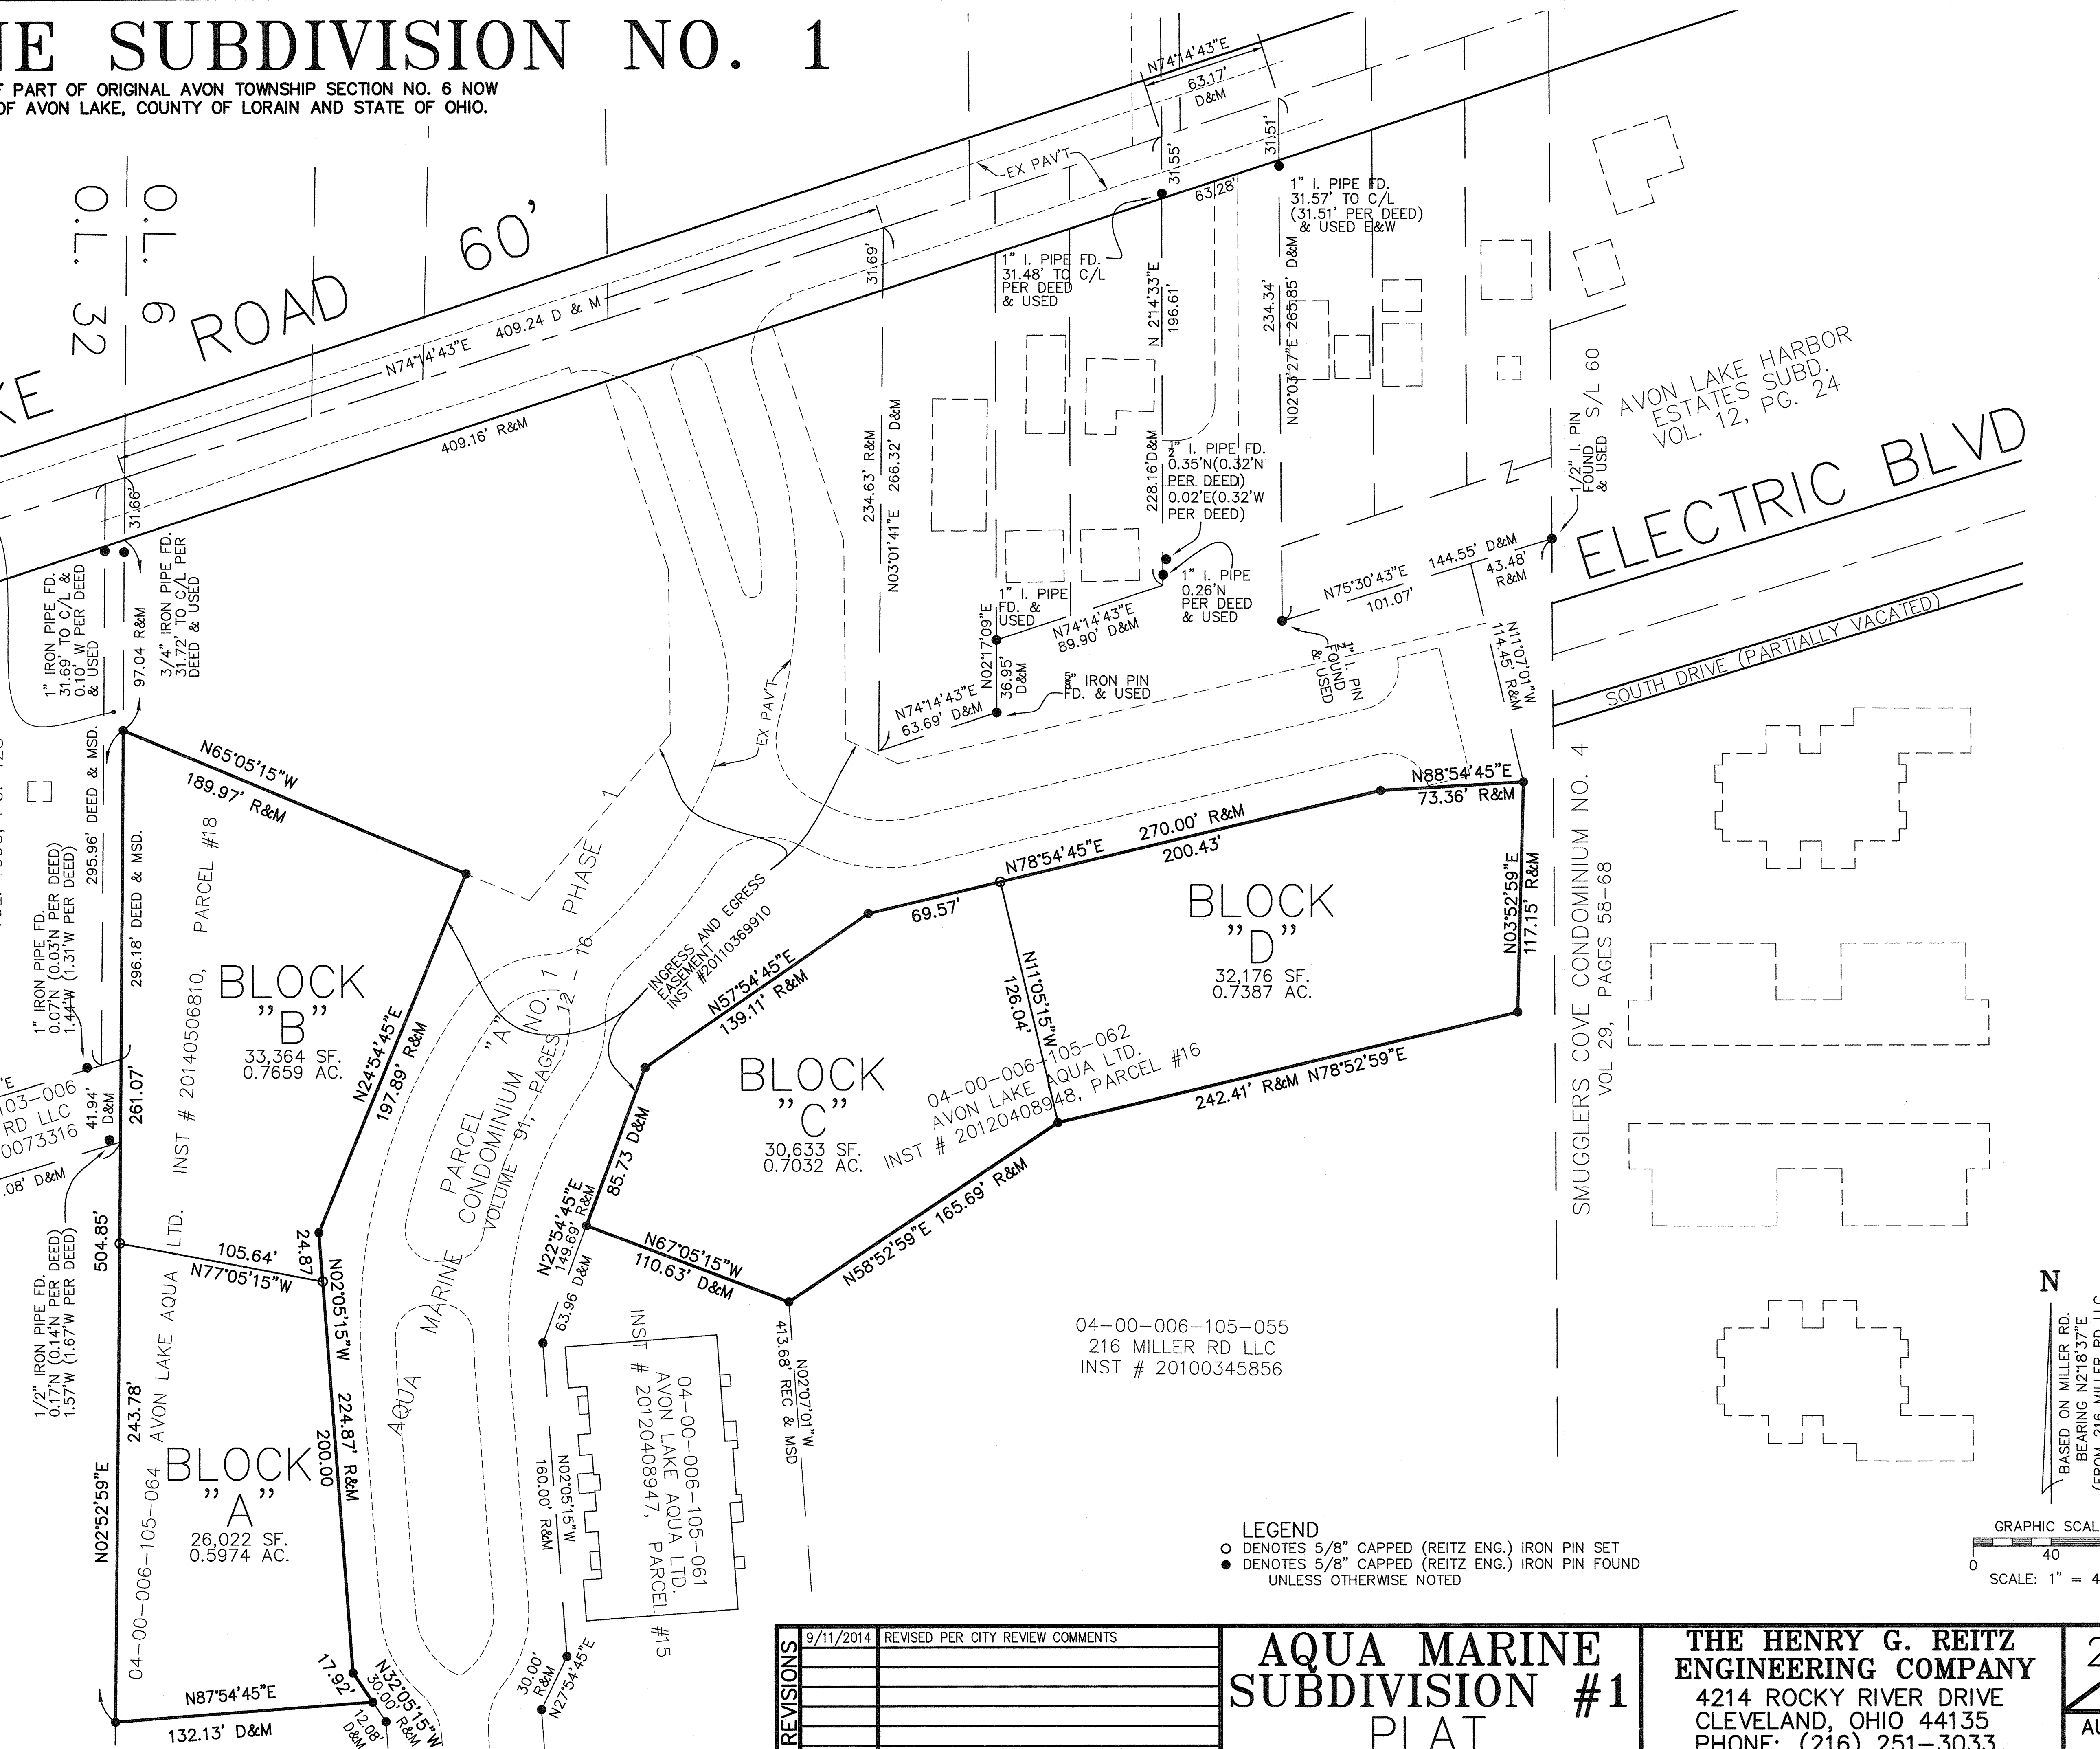 NE SUBDIVISION NO. 1
F PART OF ORIGINAL AVON TOWNSHIP SECTION NO. 6 NOW
OF AVON LAKE, COUNTY OF LORAIN AND STATE OF OHIO.
O.L. 6
O.L. 32
KE ROAD 60'
N74°14'43"E
63.17'
D&M
31.55'
31.51'
EX PAV'T
63.28'
1" I. PIPE FD.
31.57' TO C/L
(31.51' PER DEED)
& USED E&W
1" I. PIPE FD.
31.48' TO C/L
PER DEED
& USED
31.69'
409.24 D & M
N74°14'43"E
409.16' R&M
31.66'
N 2°14'33"E
196.61'
234.34'
N02°03'27"E 265.85' D&M
234.63' R&M
N03°01'41"E 266.32' D&M
228.16' D&M
1/2" I. PIPE FD.
0.35'N(0.32'N
PER DEED)
0.02'E(0.32'W
PER DEED)
1" I. PIPE
0.26'N
PER DEED
& USED
1" I. PIPE
FD. &
USED
N74°14'43"E
89.90' D&M
N02°17'09"E
36.95'
D&M
5/8" IRON PIN
FD. & USED
N74°14'43"E
63.69' D&M
AVON LAKE HARBOR
ESTATES SUBD.
VOL. 12, PG. 24
S/L 60
1/2" I. PIN
FOUND
& USED
Z
ELECTRIC BLVD
SOUTH DRIVE (PARTIALLY VACATED)
144.55' D&M
43.48'
R&M
N75°30'43"E
101.07'
1/2" I. PIN
FOUND
& USED
N11°07'01"W
114.45' R&M
1" IRON PIPE FD.
31.69' TO C/L &
0.10' W PER DEED
& USED
97.04 R&M
3/4" IRON PIPE FD.
31.72' TO C/L PER
DEED & USED
295.96' DEED & MSD.
296.18' DEED & MSD.
N65°05'15"W
189.97' R&M
EX PAV'T
1" IRON PIPE FD.
0.07'N (0.03'N PER DEED)
1.44'W (1.31'W PER DEED)
BLOCK
"B"
33,364 SF.
0.7659 AC.
N24°54'45"E
197.89' R&M
INGRESS AND EGRESS
EASEMENT
INST #20110369910
AQUA MARINE CONDOMINIUM NO. 1 PHASE 1
PARCEL "A"
VOLUME 91, PAGES 12 - 16
N57°54'45"E
139.11' R&M
69.57'
N78°54'45"E
270.00' R&M
200.43'
N88°54'45"E
73.36' R&M
BLOCK
"D"
32,176 SF.
0.7387 AC.
N03°52'59"E
117.15' R&M
N11°05'15"W
126.04'
BLOCK
"C"
30,633 SF.
0.7032 AC.
04-00-006-105-062
AVON LAKE AQUA LTD.
INST # 20120408948, PARCEL #16
242.41' R&M N78°52'59"E
N58°52'59"E 165.69' R&M
85.73 D&M
N22°54'45"E
149.69' R&M
63.96 D&M
N67°05'15"W
110.63' D&M
SMUGGLERS COVE CONDOMINIUM NO. 4
VOL 29, PAGES 58-68
"E
103-006
RD LLC
0073316
.08' D&M
41.94'
D&M
261.07'
504.85'
1/2" IRON PIPE FD.
0.17'N (0.14'N PER DEED)
1.57'W (1.67'W PER DEED)
105.64'
N77°05'15"W
24.87
N02°05'15"W 224.87' R&M
200.00
04-00-006-105-064 AVON LAKE AQUA LTD. INST # 20140506810, PARCEL #18
243.78'
N02°52'59"E
BLOCK
"A"
26,022 SF.
0.5974 AC.
17.92'
N32°05'15"W
30.00' R&M
12.08'
D&M
N87°54'45"E
132.13' D&M
N02°05'15"W
160.00' R&M
30.00'
R&M
N27°54'45"E
04-00-006-105-061
AVON LAKE AQUA LTD.
INST # 20120408947, PARCEL #15
413.68' REC & MSD
N02°07'01"W
04-00-006-105-055
216 MILLER RD LLC
INST # 20100345856
N
BASED ON MILLER RD.
BEARING N2°18'37"E
(FROM 216 MILLER RD LLC
LEGEND
DENOTES 5/8" CAPPED (REITZ ENG.) IRON PIN SET
DENOTES 5/8" CAPPED (REITZ ENG.) IRON PIN FOUND
UNLESS OTHERWISE NOTED
GRAPHIC SCAL
0 40
SCALE: 1" = 4
REVISIONS
9/11/2014 REVISED PER CITY REVIEW COMMENTS
AQUA MARINE
SUBDIVISION #1
PLAT
THE HENRY G. REITZ
ENGINEERING COMPANY
4214 ROCKY RIVER DRIVE
CLEVELAND, OHIO 44135
PHONE: (216) 251-3033
AU